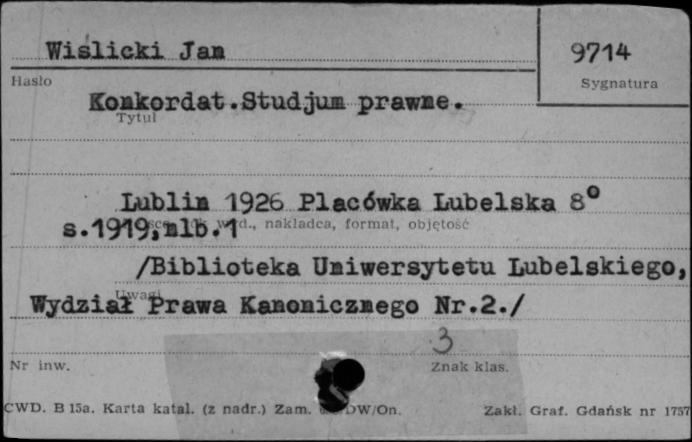 Wiślicki Jan
9714
Hasło
Sygnatura
Konkordat.Studjum prawne.
Tytuł
Lublin 1926 Placówka Lubelska 8°
wyd., nakładca, format, objętość
s.1919,nlb.1
/Biblioteka Uniwersytetu Lubelskiego,
Uwagi
Wydział Prawa Kanonicznego Nr.2./
3
Nr inw.
Znak klas.
CWD. B 15a. Karta katal. (z nadr.) Zam. DW/On.
Zakł. Graf. Gdańsk nr 1757